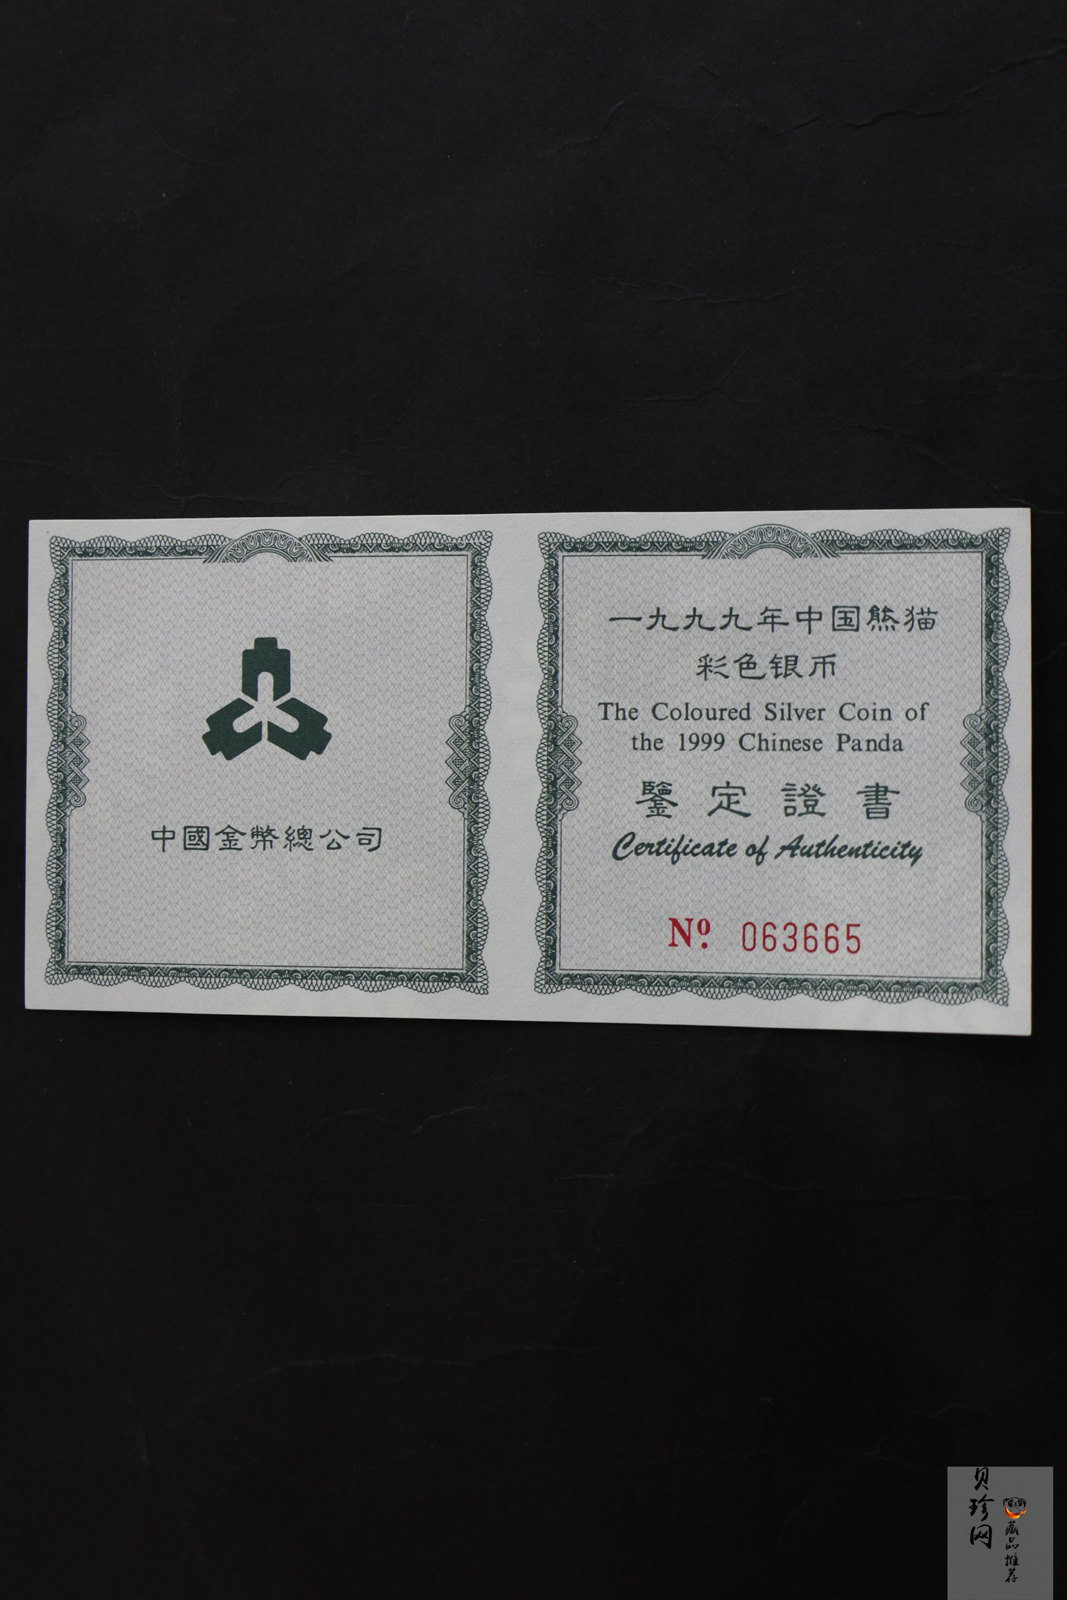 中國金幣總公司
一九九九年中国熊猫
彩色银币
The Coloured Silver Coin of
the 1999 Chinese Panda
鑒定證書
Certificate of Authenticity
Nº. 063665
贝珍网
藏品推荐